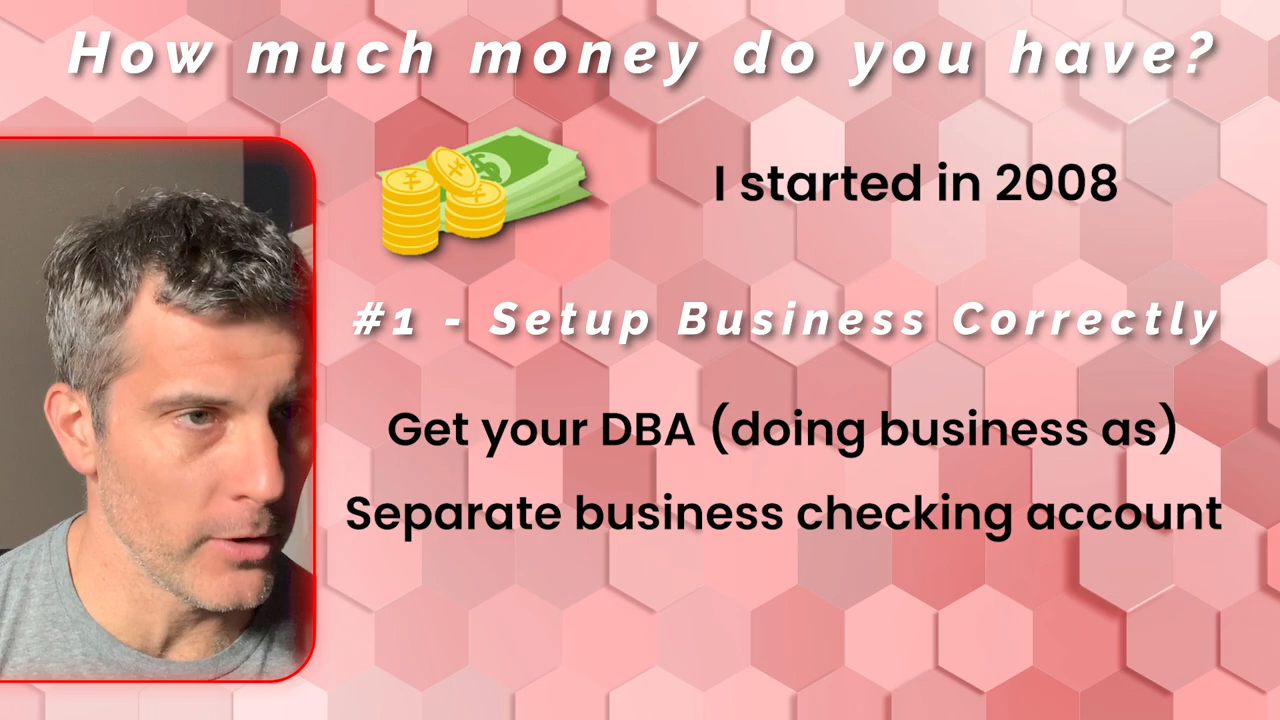 How much money do you have?
I started in 2008
#1 - Setup Business Correctly
Get your DBA (doing business as)
Separate business checking account